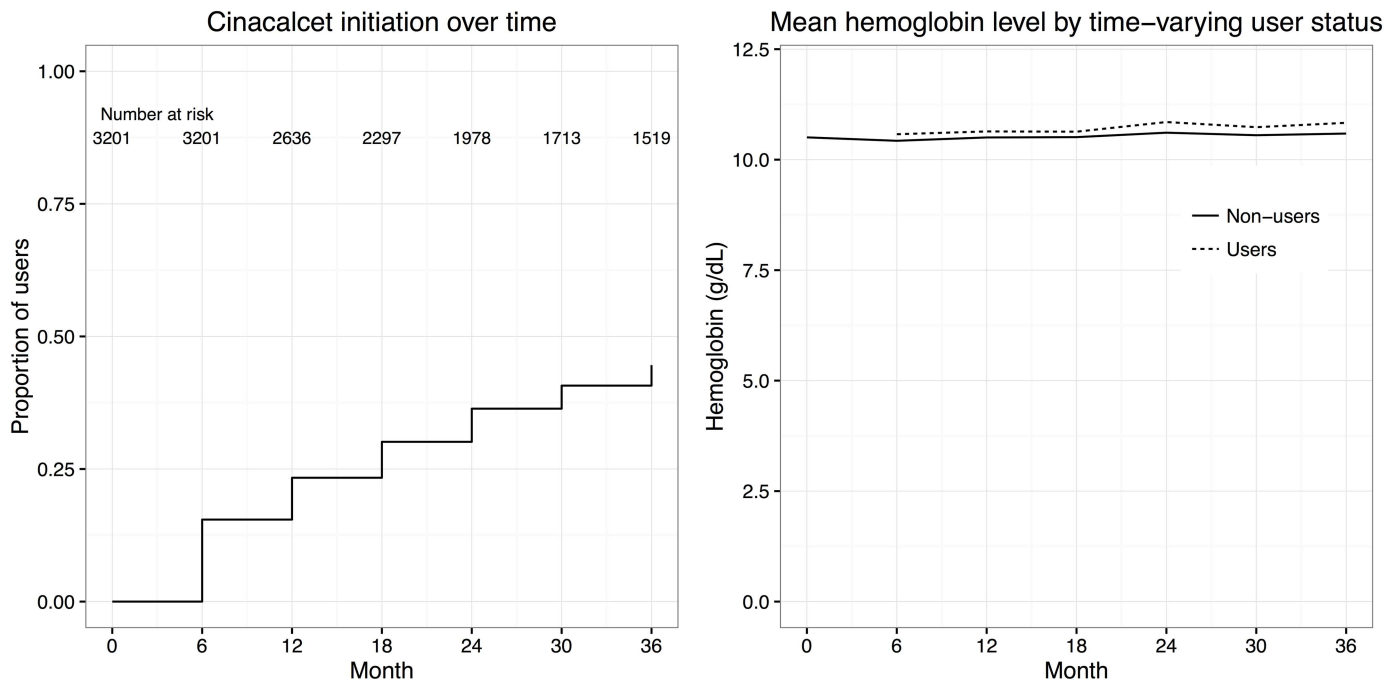 Cinacalcet initiation over time
1.00
0.75
0.50
0.25
0.00
Proportion of users
Number at risk
3201 3201 2636 2297 1978 1713 1519
0 6 12 18 24 30 36
Month
Mean hemoglobin level by time−varying user status
12.5
10.0
7.5
5.0
2.5
0.0
Hemoglobin (g/dL)
Non−users
Users
0 6 12 18 24 30 36
Month